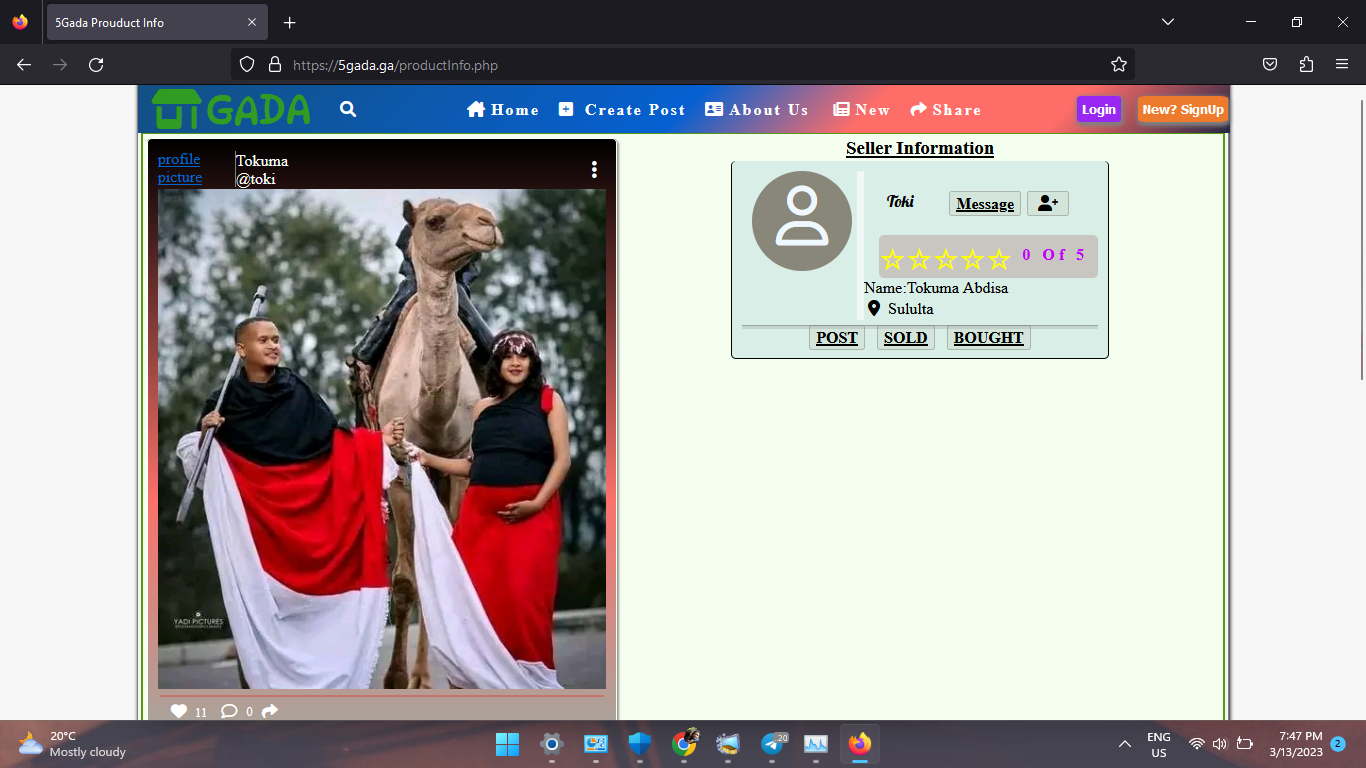 5Gada Prouduct Info
https://5gada.ga/productInfo.php
GADA
Home
Create Post
About Us
New
Share
Login
New? SignUp
profile
picture
Tokuma
@toki
YADI PICTURES
11
0
Seller Information
Toki
Message
0 Of 5
Name:Tokuma Abdisa
Sululta
POST
SOLD
BOUGHT
20°C
Mostly cloudy
20
ENG
US
7:47 PM
3/13/2023
2